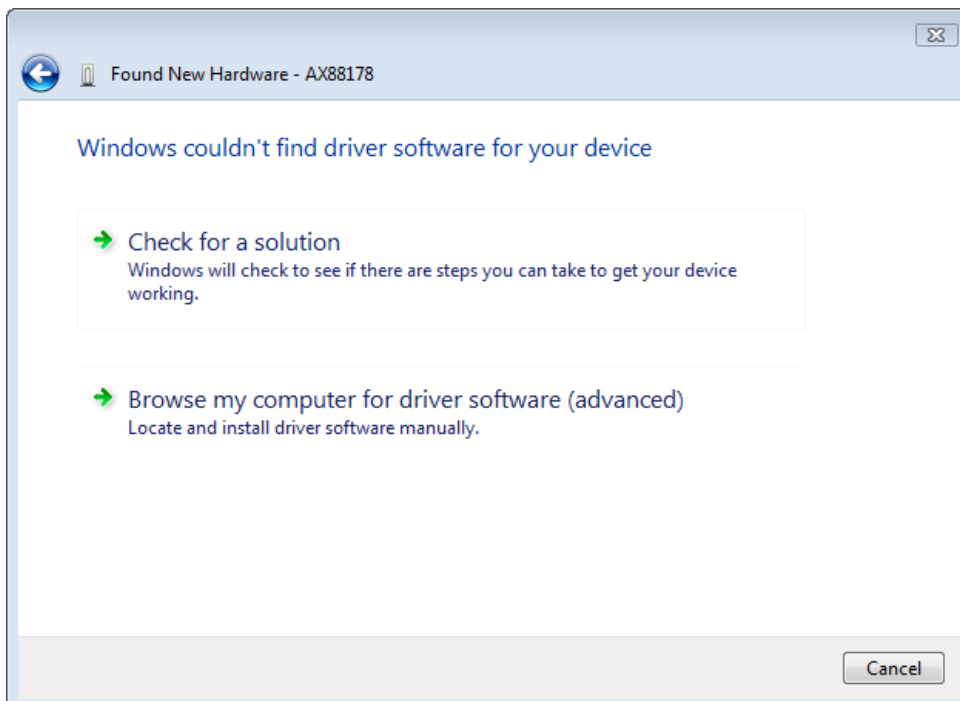 Found New Hardware - AX88178
Windows couldn't find driver software for your device
Check for a solution
Windows will check to see if there are steps you can take to get your device
working.
Browse my computer for driver software (advanced)
Locate and install driver software manually.
Cancel